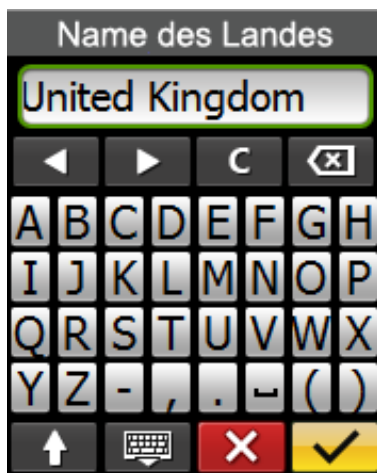 Name des Landes
United Kingdom
C
A B C D E F G H
I J K L M N O P
Q R S T U V W X
Y Z - , . ␣ ( )